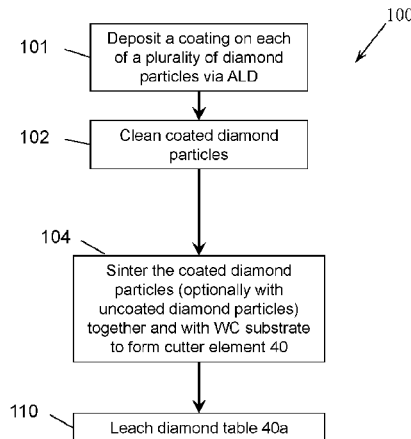 100
101
Deposit a coating on each
of a plurality of diamond
particles via ALD
102
Clean coated diamond
particles
104
Sinter the coated diamond
particles (optionally with
uncoated diamond particles)
together and with WC substrate
to form cutter element 40
110
Leach diamond table 40a